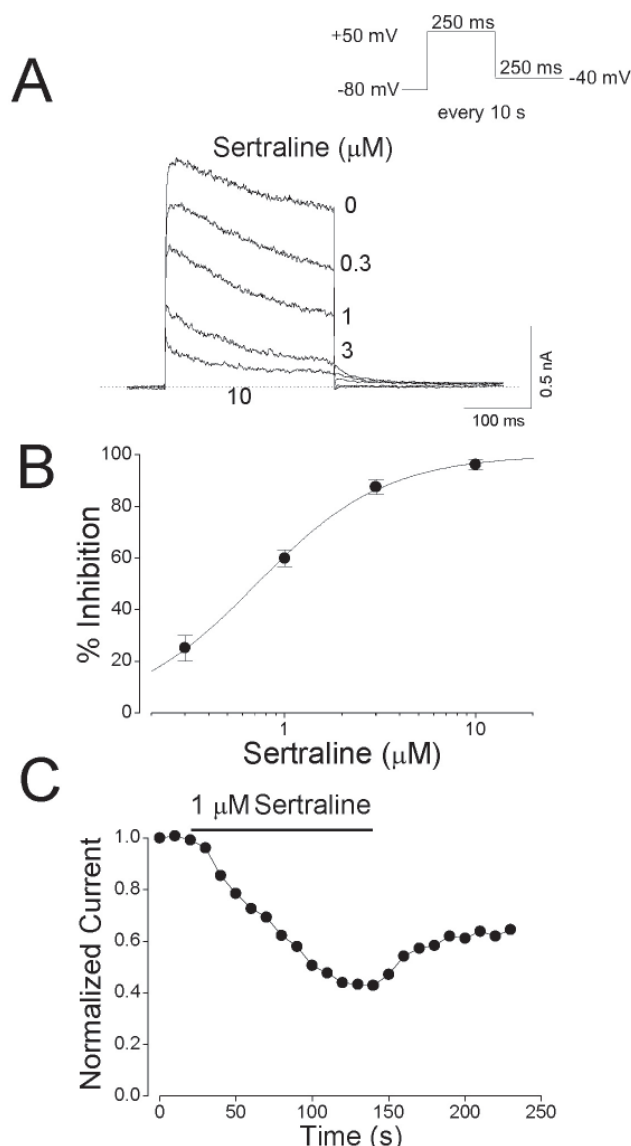 A
+50 mV
250 ms
-80 mV
250 ms
-40 mV
every 10 s
Sertraline (μM)
0
0.3
1
3
10
0.5 nA
100 ms
B
% Inhibition
100
80
60
40
20
0
1
10
Sertraline (μM)
C
1 μM Sertraline
Normalized Current
1.0
0.8
0.6
0.4
0.2
0.0
0
50
100
150
200
250
Time (s)